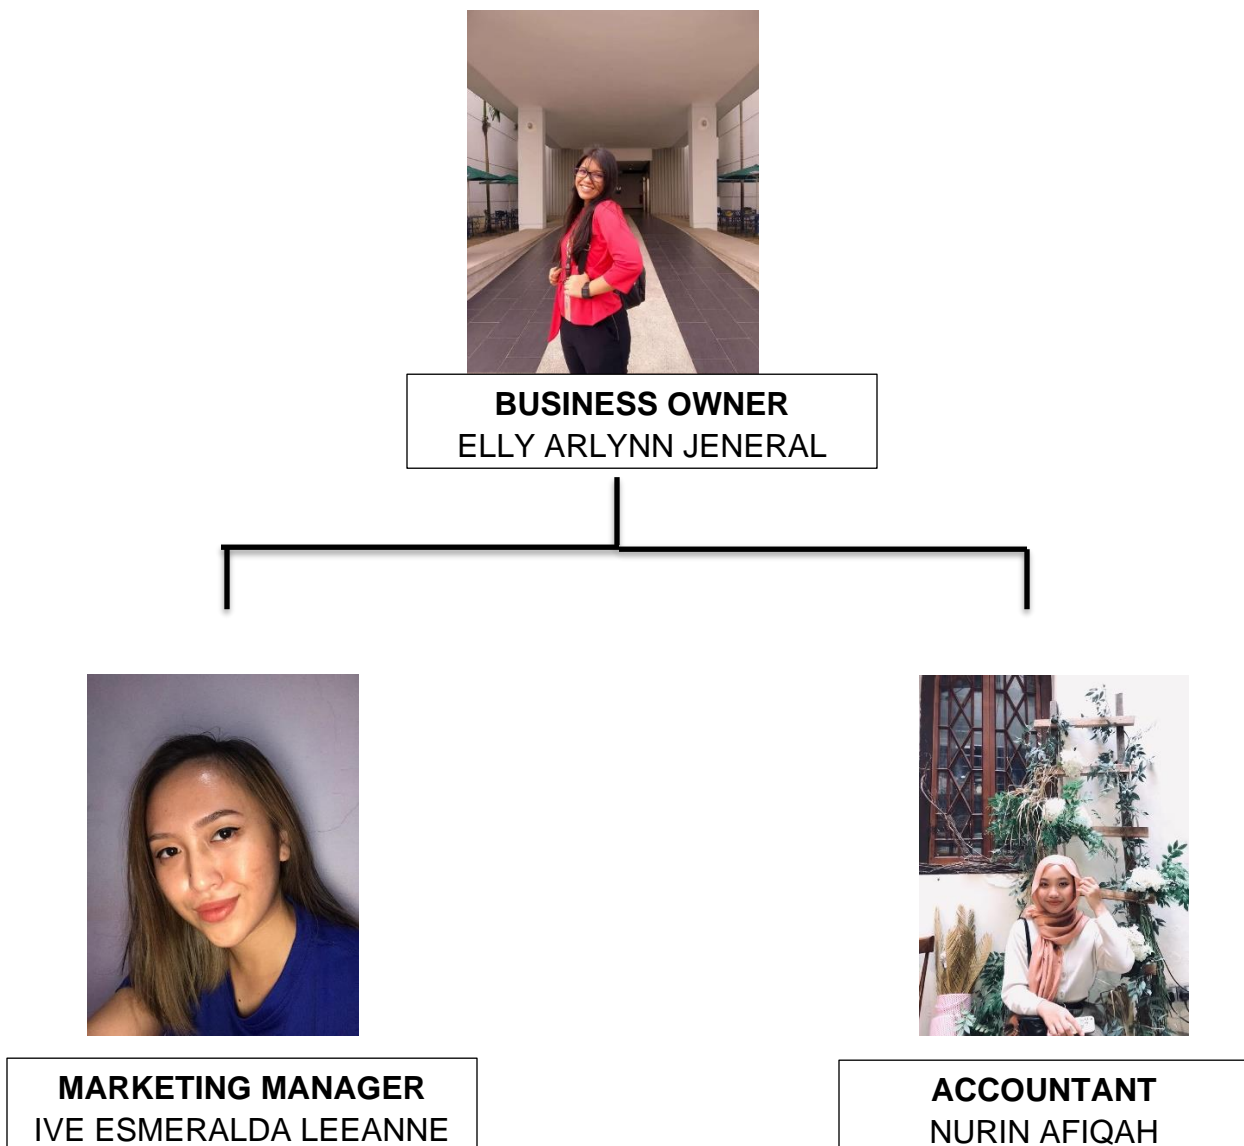 BUSINESS OWNER
ELLY ARLYNN JENERAL
MARKETING MANAGER
IVE ESMERALDA LEEANNE
ACCOUNTANT
NURIN AFIQAH